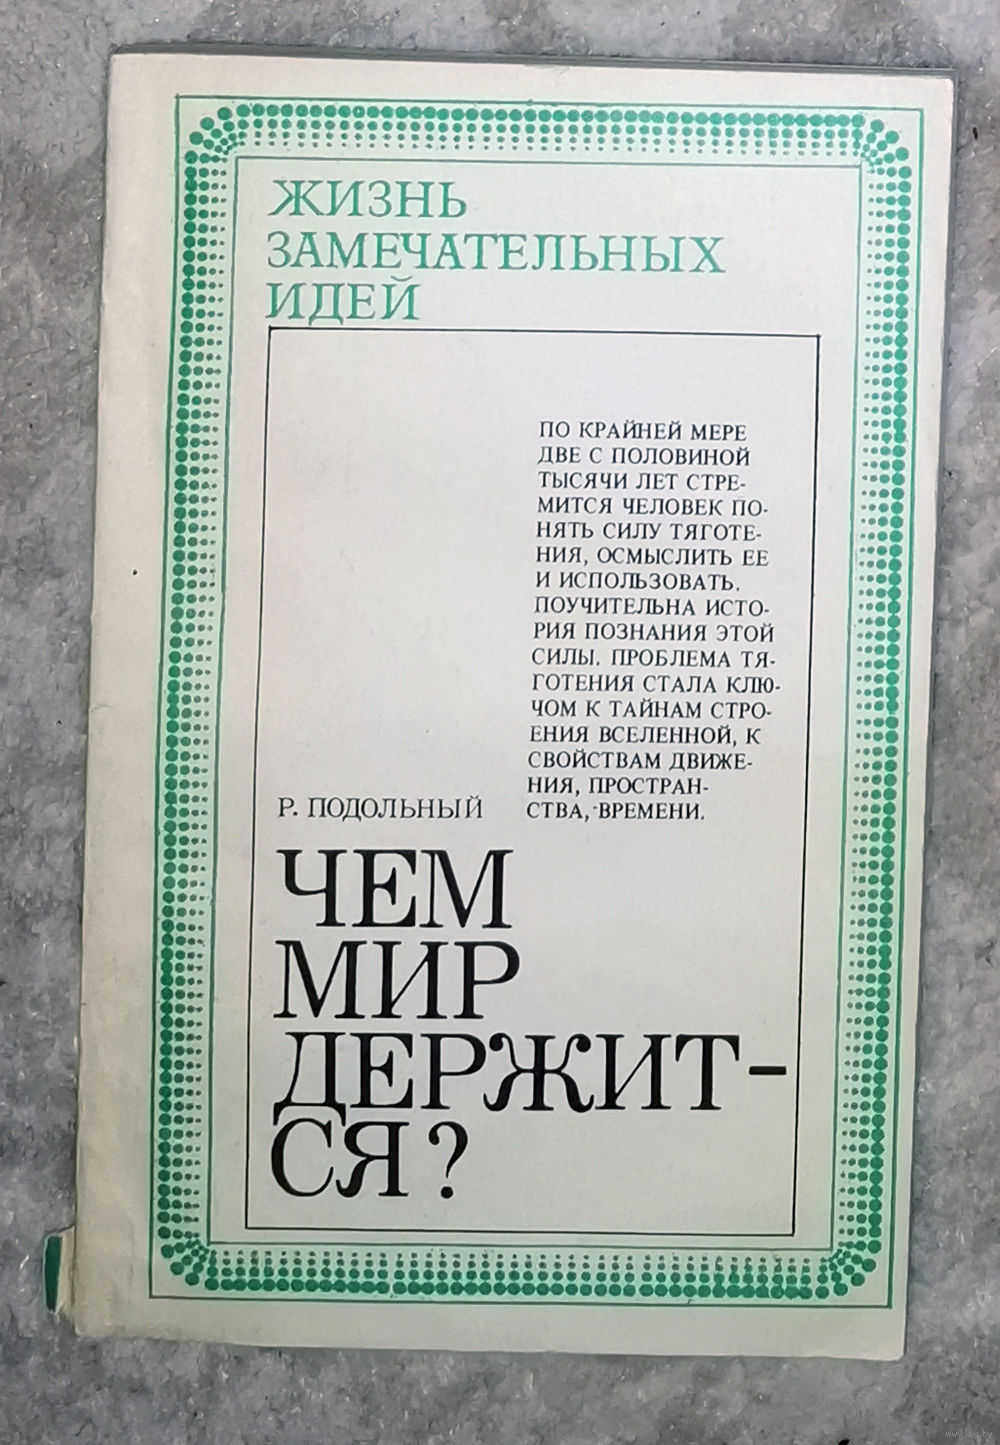 ЖИЗНЬ
ЗАМЕЧАТЕЛЬНЫХ
ИДЕЙ
ПО КРАЙНЕЙ МЕРЕ
ДВЕ С ПОЛОВИНОЙ
ТЫСЯЧИ ЛЕТ СТРЕ-
МИТСЯ ЧЕЛОВЕК ПО-
НЯТЬ СИЛУ ТЯГОТЕ-
НИЯ, ОСМЫСЛИТЬ ЕЕ
И ИСПОЛЬЗОВАТЬ.
ПОУЧИТЕЛЬНА ИСТО-
РИЯ ПОЗНАНИЯ ЭТОЙ
СИЛЫ. ПРОБЛЕМА ТЯ-
ГОТЕНИЯ СТАЛА КЛЮ-
ЧОМ К ТАЙНАМ СТРО-
ЕНИЯ ВСЕЛЕННОЙ, К
СВОЙСТВАМ ДВИЖЕ-
НИЯ, ПРОСТРАН-
СТВА, ВРЕМЕНИ.
Р. ПОДОЛЬНЫЙ
ЧЕМ
МИР
ДЕРЖИТ-
СЯ?